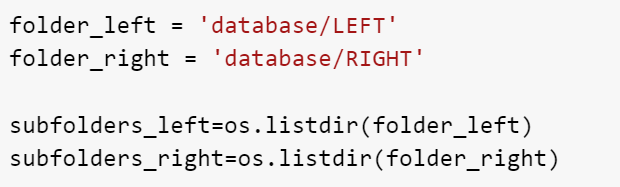 folder_left = 'database/LEFT'
folder_right = 'database/RIGHT'
subfolders_left=os.listdir(folder_left)
subfolders_right=os.listdir(folder_right)